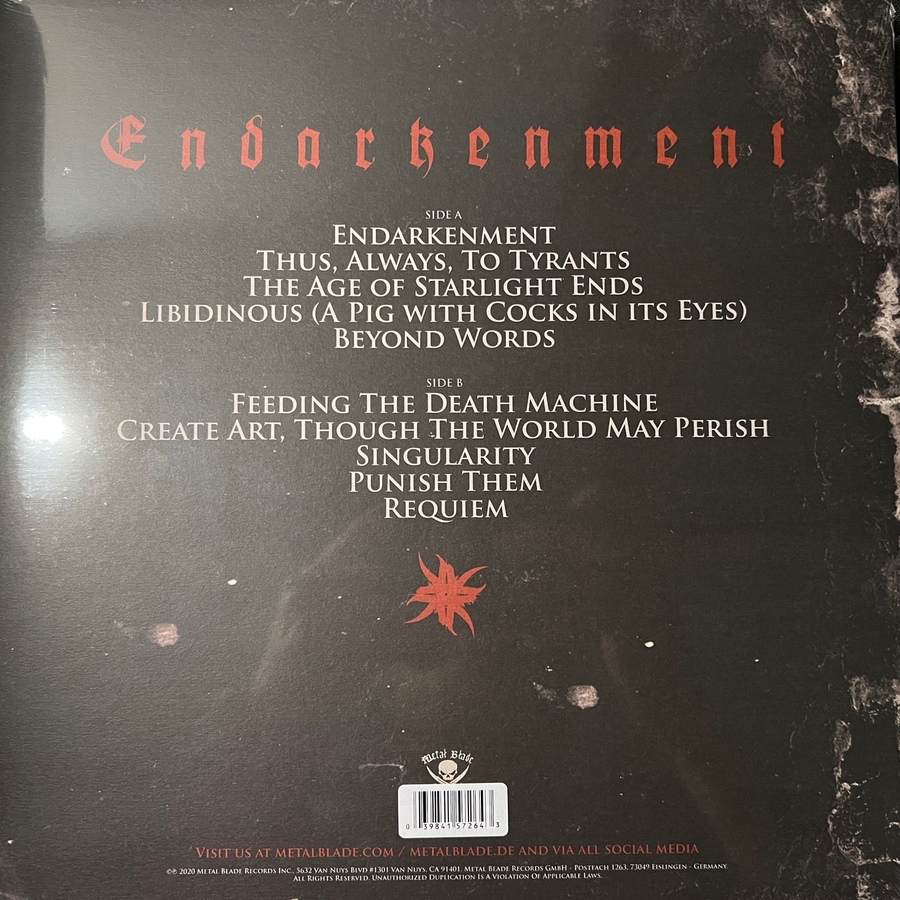 Endarkenment
SIDE A
ENDARKENMENT
THUS, ALWAYS, TO TYRANTS
THE AGE OF STARLIGHT ENDS
LIBIDINOUS (A PIG WITH COCKS IN ITS EYES)
BEYOND WORDS
SIDE B
FEEDING THE DEATH MACHINE
CREATE ART, THOUGH THE WORLD MAY PERISH
SINGULARITY
PUNISH THEM
REQUIEM
Metal Blade
0 39841 57264 3
VISIT US AT METALBLADE.COM / METALBLADE.DE AND VIA ALL SOCIAL MEDIA
©℗ 2020 METAL BLADE RECORDS INC., 5632 VAN NUYS BLVD #1301 VAN NUYS, CA 91401. METAL BLADE RECORDS GMBH - POSTFACH 1263, 73049 EISLINGEN - GERMANY.
ALL RIGHTS RESERVED. UNAUTHORIZED DUPLICATION IS A VIOLATION OF APPLICABLE LAWS.